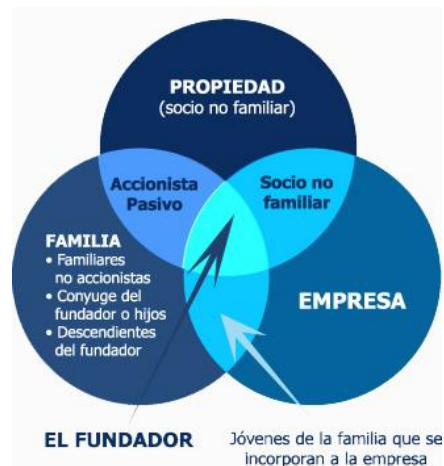 PROPIEDAD
(socio no familiar)
Accionista
Pasivo
Socio no
familiar
FAMILIA
• Familiares
no accionistas
• Conyuge del
fundador o hijos
• Descendientes
del fundador
EMPRESA
EL FUNDADOR
Jóvenes de la familia que se
incorporan a la empresa